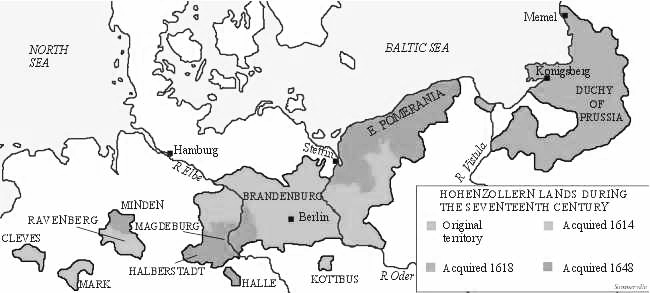 Memel
NORTH
SEA
BALTIC SEA
Konigsberg
DUCHY
OF
PRUSSIA
E. POMERANIA
Hamburg
Stettin
R Elbe
R. Vistula
MINDEN
BRANDENBURG
RAVENBERG
MAGDEBURG
Berlin
CLEVES
HALBERSTADT
MARK
HALLE
KOTTBUS
R. Oder
HOHENZOLLERN LANDS DURING
THE SEVENTEENTH CENTURY
Original
territory
Acquired 1614
Acquired 1618
Acquired 1648